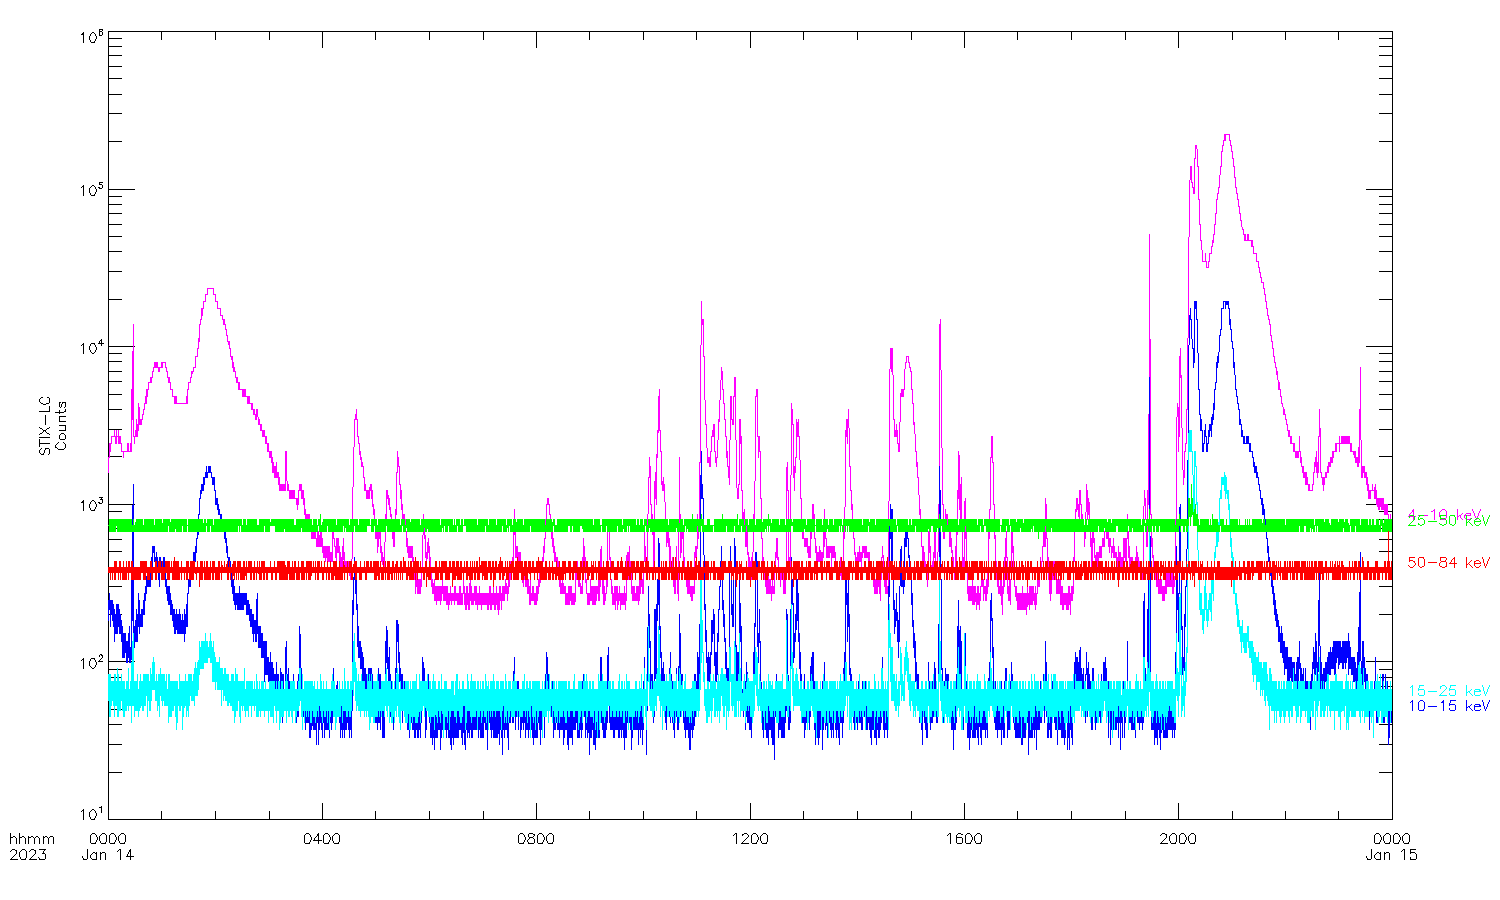 10⁶
10⁵
10⁴
10³
10²
10¹
STIX-LC
Counts
4-10 keV
25-50 keV
50-84 keV
15-25 keV
10-15 keV
hhmm 0000 0400 0800 1200 1600 2000 0000
2023 Jan 14 Jan 15